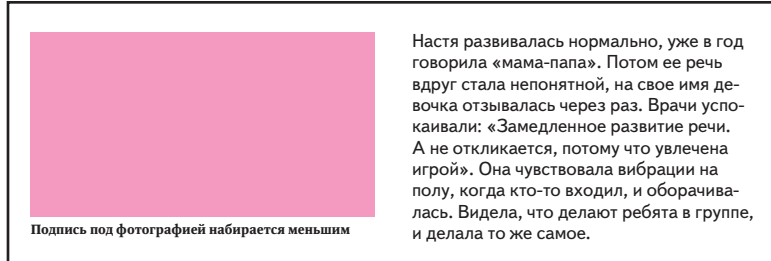 Подпись под фотографией набирается меньшим
Настя развивалась нормально, уже в год
говорила «мама-папа». Потом ее речь
вдруг стала непонятной, на свое имя де-
вочка отзывалась через раз. Врачи успо-
каивали: «Замедленное развитие речи.
А не откликается, потому что увлечена
игрой». Она чувствовала вибрации на
полу, когда кто-то входил, и оборачива-
лась. Видела, что делают ребята в группе,
и делала то же самое.